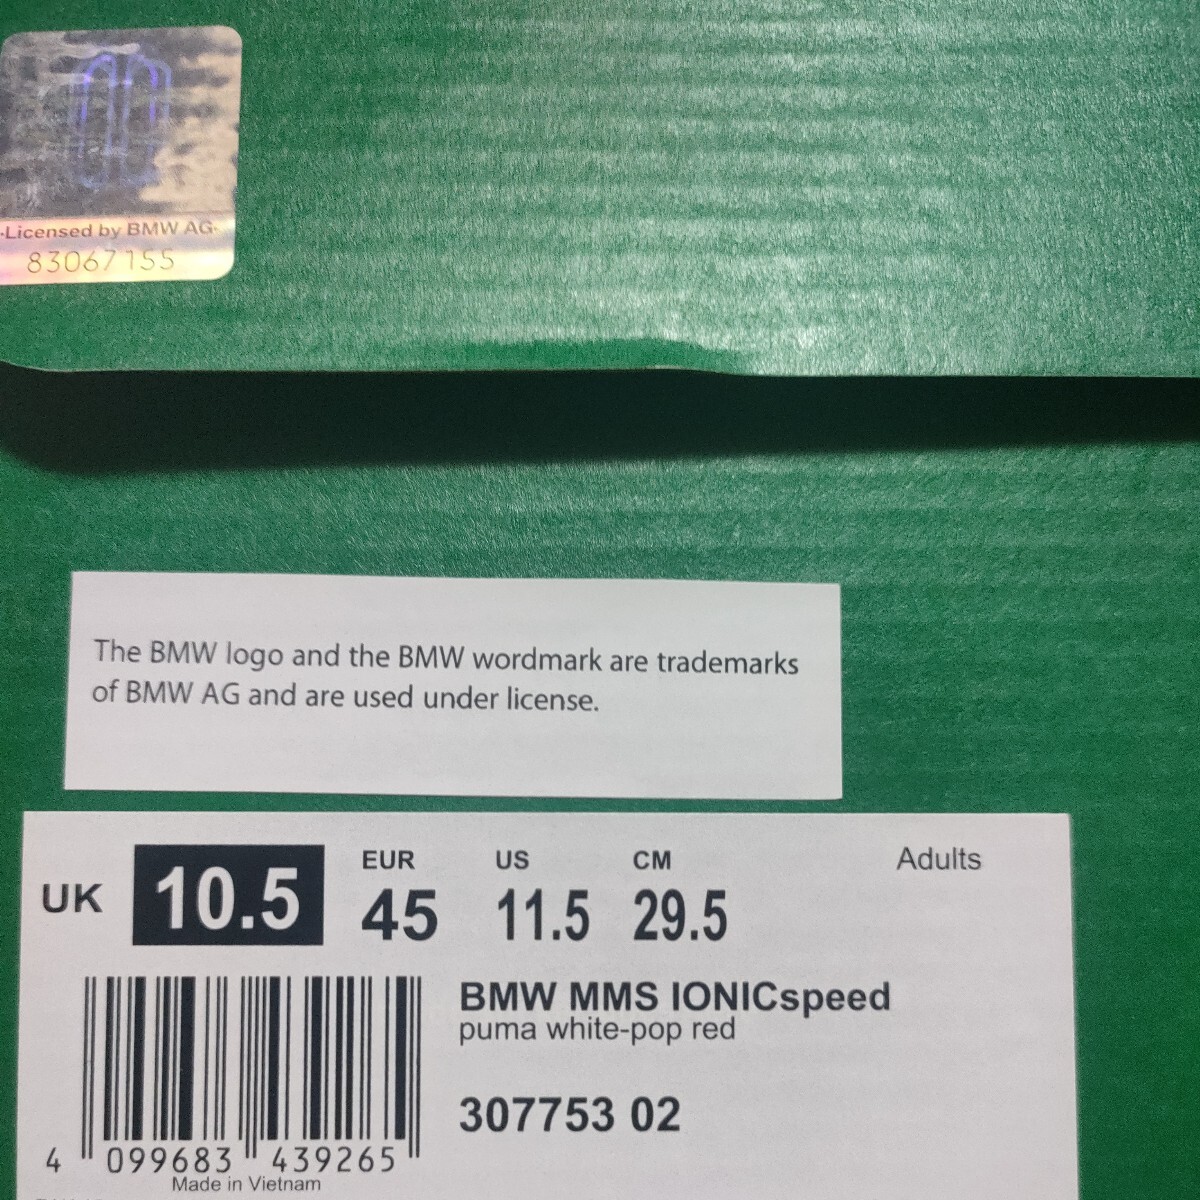 ·Licensed by BMW AG·
83067155
The BMW logo and the BMW wordmark are trademarks
of BMW AG and are used under license.
UK 10.5 EUR 45 US 11.5 CM 29.5 Adults
BMW MMS IONICspeed
puma white-pop red
307753 02
4 099683 439265
Made in Vietnam